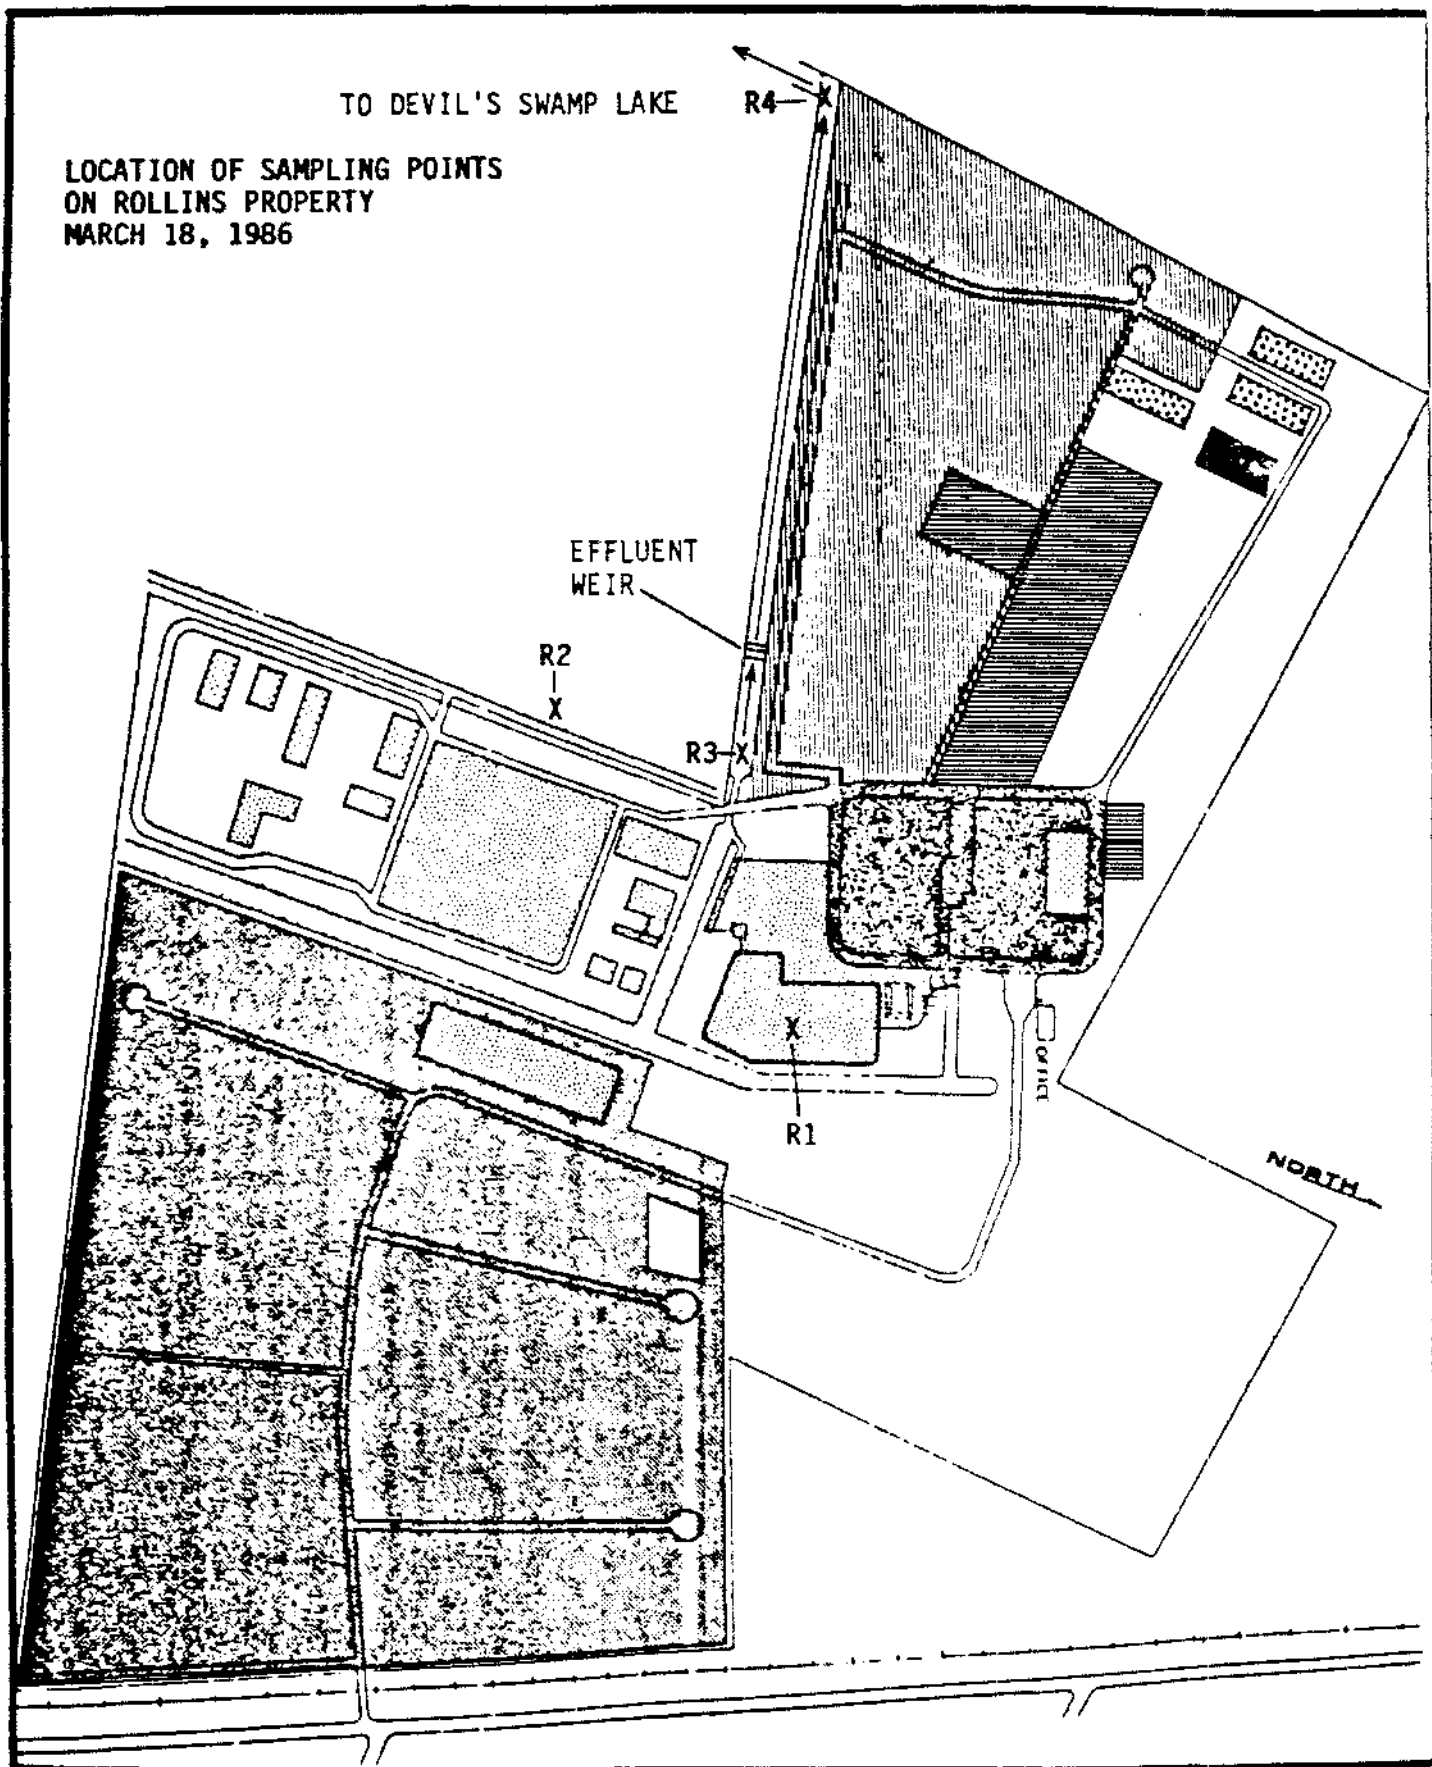 TO DEVIL'S SWAMP LAKE
R4
LOCATION OF SAMPLING POINTS
ON ROLLINS PROPERTY
MARCH 18, 1986
EFFLUENT
WEIR
R2
R3
OFFICE
R1
NORTH